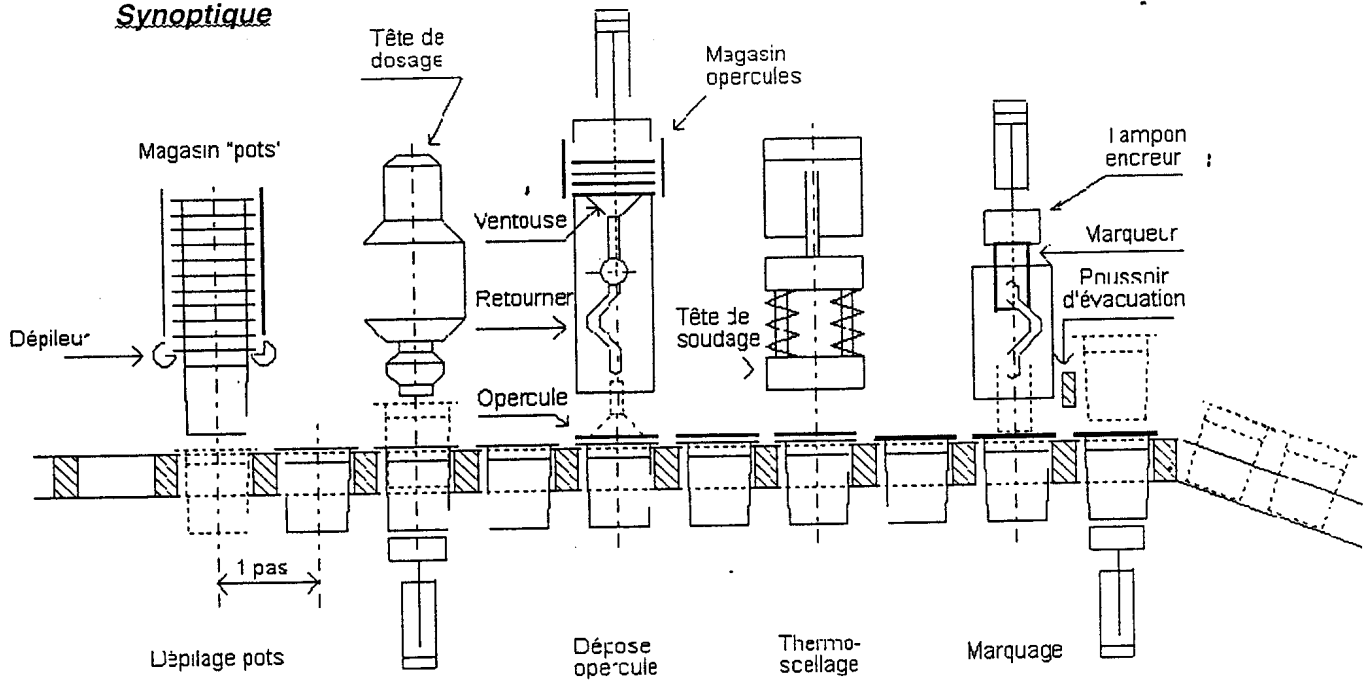 Synoptique
Tête de
dosage
Magasin
opercules
Magasin "pots"
Tampon
encreur
Ventouse
Marqueur
Retourner
Poussoir
d'évacuation
Dépileur
Tête de
soudage
Opercule
1 pas
Dépilage pots
Dépose
opercule
Thermo-
scellage
Marquage